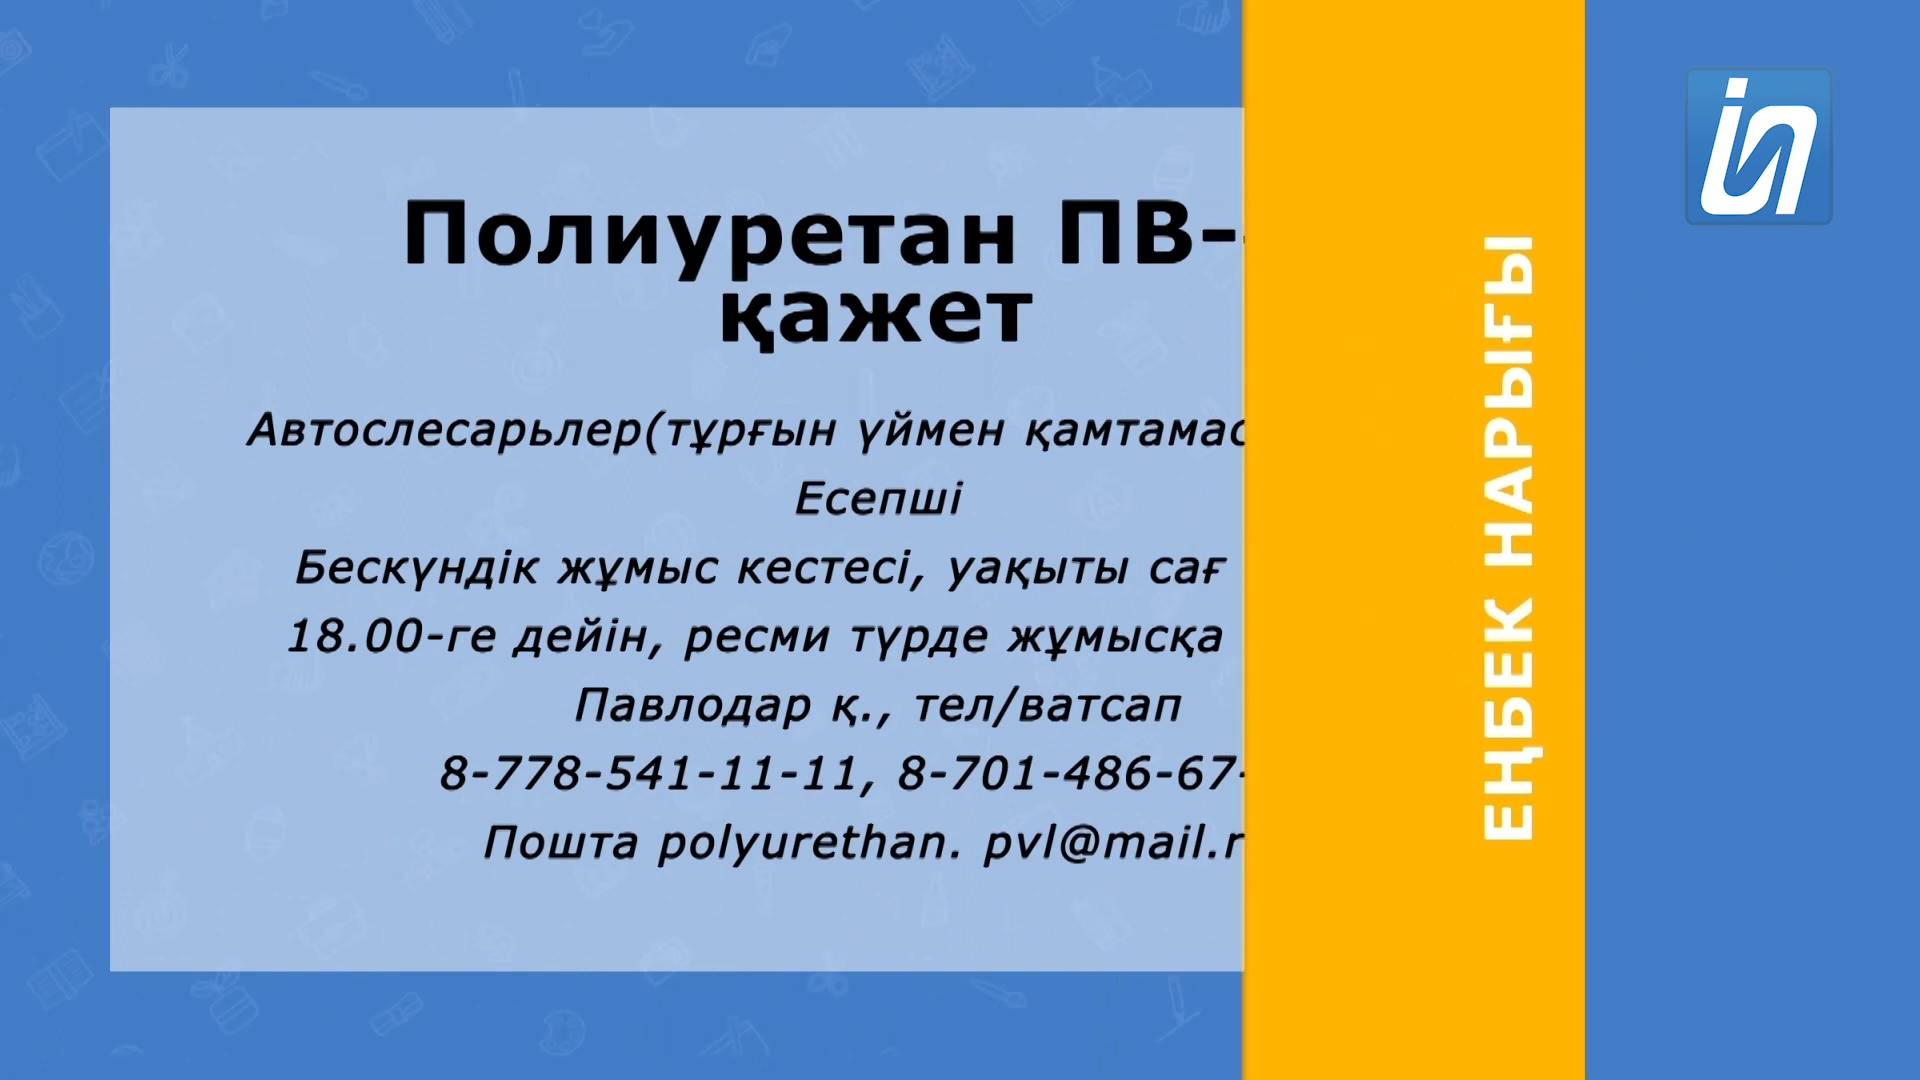 Полиуретан ПВ-
қажет
Автослесарьлер(тұрғын үймен
Есепші
Бескүндік жұмыс кестесі, уақыты сағ
18.00-ге дейін, ресми түрде жұмысқа
Павлодар қ., тел/ватсап
8-778-541-11-11, 8-701-486-67-
Пошта polyurethan. pvl@mail.r
ЕҢБЕК НАРЫҒЫ